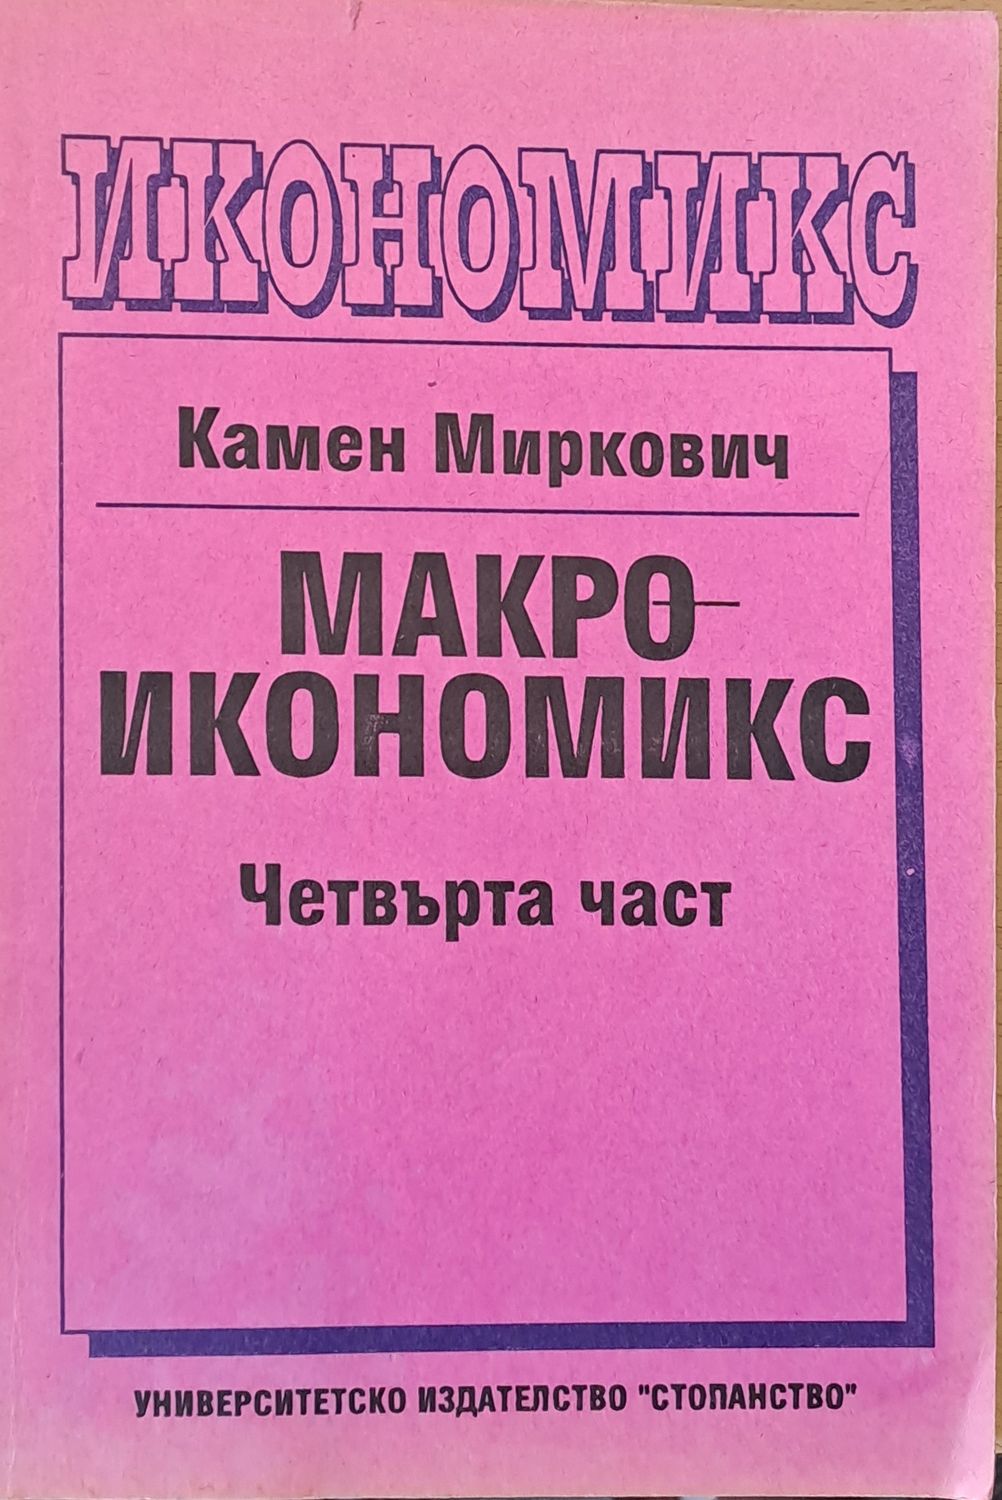 ИКОНОМИКС
Камен Миркович
МАКРО-
ИКОНОМИКС
Четвърта част
УНИВЕРСИТЕТСКО ИЗДАТЕЛСТВО "СТОПАНСТВО"